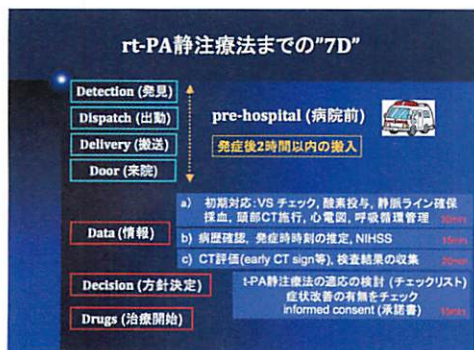 rt-PA静注療法までの"7D"
Detection (発見)
Dispatch (出動)
Delivery (搬送)
Door (来院)
pre-hospital (病院前)
発症後2時間以内の搬入
Data (情報)
a) 初期対応:VS チェック, 酸素投与, 静脈ライン確保
採血, 頭部CT施行, 心電図, 呼吸循環管理
b) 病歴確認, 発症時時刻の推定, NIHSS
c) CT評価(early CT sign等), 検査結果の収集
Decision (方針決定)
t-PA静注療法の適応の検討 (チェックリスト)
症状改善の有無をチェック
informed consent (承諾書)
Drugs (治療開始)